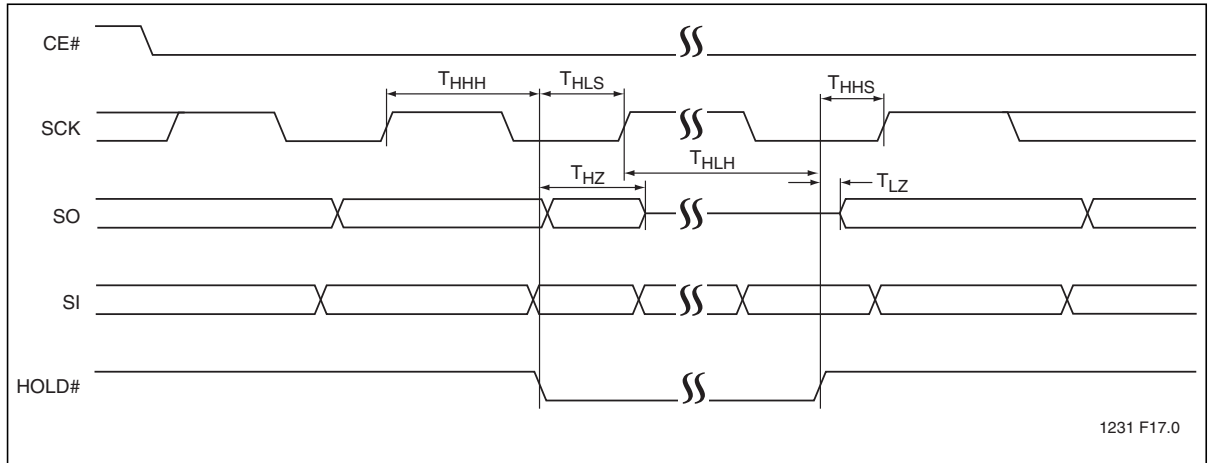 CE#
THHH
THLS
THHS
SCK
THLH
THZ
TLZ
SO
SI
HOLD#
1231 F17.0